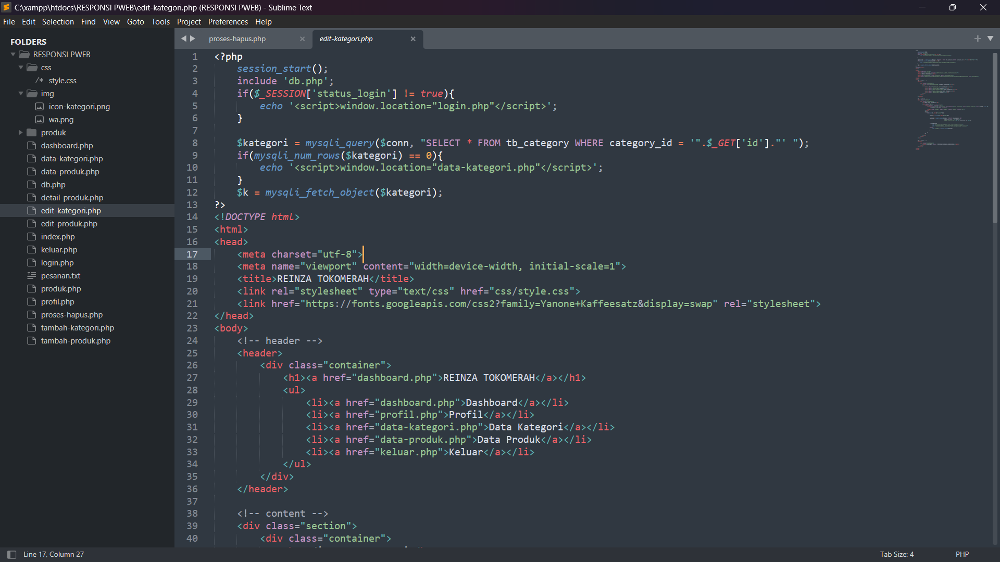 C:\xampp\htdocs\RESPONSI PWEB\edit-kategori.php (RESPONSI PWEB) - Sublime Text
File Edit Selection Find View Goto Tools Project Preferences Help
FOLDERS
RESPONSI PWEB
css
/* style.css
img
icon-kategori.png
wa.png
produk
dashboard.php
data-kategori.php
data-produk.php
db.php
detail-produk.php
edit-kategori.php
edit-produk.php
index.php
keluar.php
login.php
pesanan.txt
produk.php
profil.php
proses-hapus.php
tambah-kategori.php
tambah-produk.php
proses-hapus.php
edit-kategori.php
1 <?php
2     session_start();
3     include 'db.php';
4     if($_SESSION['status_login'] != true){
5         echo '<script>window.location="login.php"</script>';
6     }
7
8     $kategori = mysqli_query($conn, "SELECT * FROM tb_category WHERE category_id = '".$_GET['id']."' ");
9     if(mysqli_num_rows($kategori) == 0){
10         echo '<script>window.location="data-kategori.php"</script>';
11     }
12     $k = mysqli_fetch_object($kategori);
13 ?>
14 <!DOCTYPE html>
15 <html>
16 <head>
17     <meta charset="utf-8">
18     <meta name="viewport" content="width=device-width, initial-scale=1">
19     <title>REINZA TOKOMERAH</title>
20     <link rel="stylesheet" type="text/css" href="css/style.css">
21     <link href="https://fonts.googleapis.com/css2?family=Yanone+Kaffeesatz&display=swap" rel="stylesheet">
22 </head>
23 <body>
24     <!-- header -->
25     <header>
26         <div class="container">
27             <h1><a href="dashboard.php">REINZA TOKOMERAH</a></h1>
28             <ul>
29                 <li><a href="dashboard.php">Dashboard</a></li>
30                 <li><a href="profil.php">Profil</a></li>
31                 <li><a href="data-kategori.php">Data Kategori</a></li>
32                 <li><a href="data-produk.php">Data Produk</a></li>
33                 <li><a href="keluar.php">Keluar</a></li>
34             </ul>
35         </div>
36     </header>
37
38     <!-- content -->
39     <div class="section">
40         <div class="container">
Line 17, Column 27
Tab Size: 4
PHP